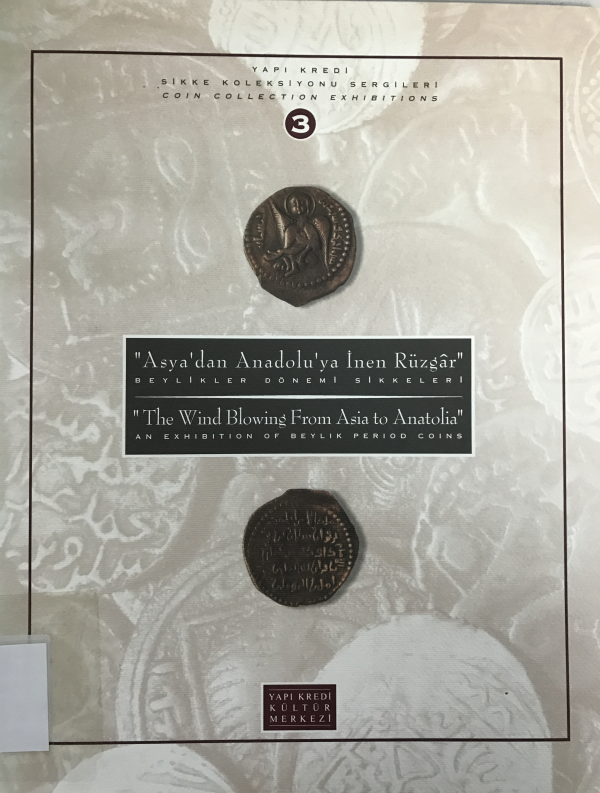 YAPI KREDİ
SİKKE KOLEKSİYONU SERGİLERİ
COIN COLLECTION EXHIBITIONS
3
"Asya'dan Anadolu'ya İnen Rüzgâr"
BEYLİKLER DÖNEMİ SİKKELERİ
"The Wind Blowing From Asia to Anatolia"
AN EXHIBITION OF BEYLIK PERIOD COINS
YAPI KREDİ
KÜLTÜR
MERKEZİ